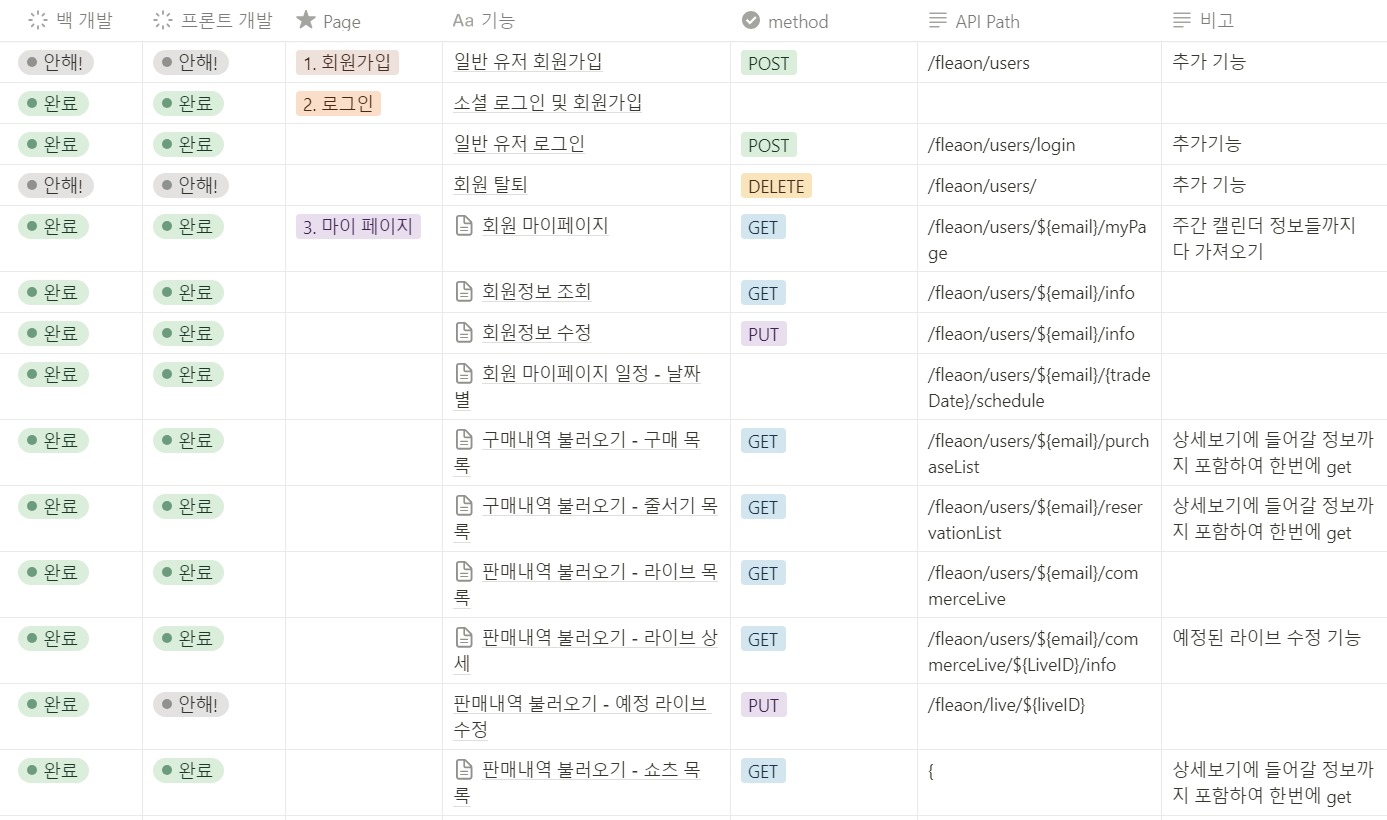 백 개발 프론트 개발 Page Aa 기능 method API Path 비고
안해! 안해! 1. 회원가입 일반 유저 회원가입 POST /fleaon/users 추가 기능
완료 완료 2. 로그인 소셜 로그인 및 회원가입
완료 완료 일반 유저 로그인 POST /fleaon/users/login 추가기능
안해! 안해! 회원 탈퇴 DELETE /fleaon/users/ 추가 기능
완료 완료 3. 마이 페이지 회원 마이페이지 GET /fleaon/users/${email}/myPa 주간 캘린더 정보들까지
ge 다 가져오기
완료 완료 회원정보 조회 GET /fleaon/users/${email}/info
완료 완료 회원정보 수정 PUT /fleaon/users/${email}/info
완료 완료 회원 마이페이지 일정 - 날짜 /fleaon/users/${email}/{trade
별 Date}/schedule
완료 완료 구매내역 불러오기 - 구매 목 GET /fleaon/users/${email}/purch 상세보기에 들어갈 정보까
록 aseList 지 포함하여 한번에 get
완료 완료 구매내역 불러오기 - 줄서기 목 GET /fleaon/users/${email}/reser 상세보기에 들어갈 정보까
록 vationList 지 포함하여 한번에 get
완료 완료 판매내역 불러오기 - 라이브 목 GET /fleaon/users/${email}/com
록 merceLive
완료 완료 판매내역 불러오기 - 라이브 상 GET /fleaon/users/${email}/com 예정된 라이브 수정 기능
세 merceLive/${LiveID}/info
완료 안해! 판매내역 불러오기 - 예정 라이브 PUT /fleaon/live/${liveID}
수정
완료 완료 판매내역 불러오기 - 쇼츠 목 GET { 상세보기에 들어갈 정보까
록 지 포함하여 한번에 get